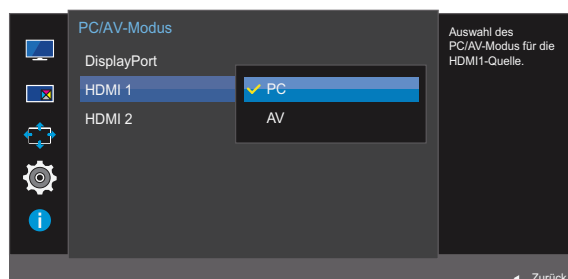 PC/AV-Modus
DisplayPort
HDMI 1
HDMI 2
PC
AV
Auswahl des
PC/AV-Modus für die
HDMI1-Quelle.
Zurück